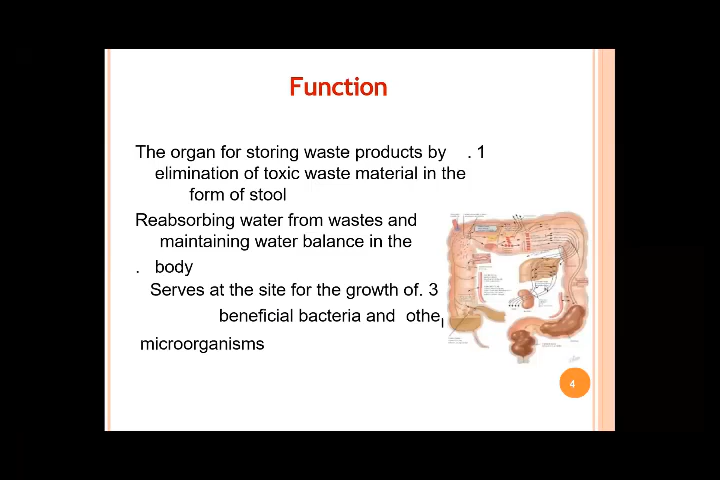 Function
The organ for storing waste products by . 1
elimination of toxic waste material in the
form of stool
Reabsorbing water from wastes and
maintaining water balance in the
. body
Serves at the site for the growth of. 3
beneficial bacteria and othe
microorganisms
4